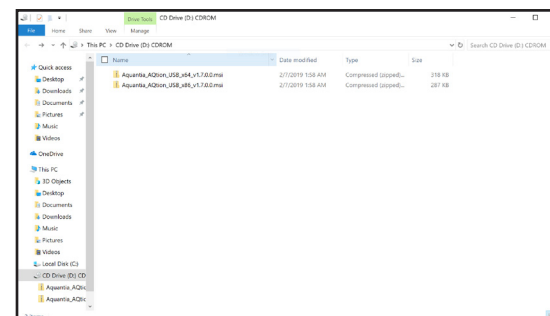 Drive Tools CD Drive (D:) CDROM
File Home Share View Manage
This PC > CD Drive (D:) CDROM
Search CD Drive (D:) CDROM
Name Date modified Type Size
Aquantia_AQtion_USB_x64_v1.7.0.0.msi 2/7/2019 1:58 AM Compressed (zipped)... 318 KB
Aquantia_AQtion_USB_x86_v1.7.0.0.msi 2/7/2019 1:58 AM Compressed (zipped)... 287 KB
Quick access
Desktop
Downloads
Documents
Pictures
Music
Videos
OneDrive
This PC
3D Objects
Desktop
Documents
Downloads
Music
Pictures
Videos
Local Disk (C:)
CD Drive (D:) CD
Aquantia_AQtic
Aquantia_AQtic